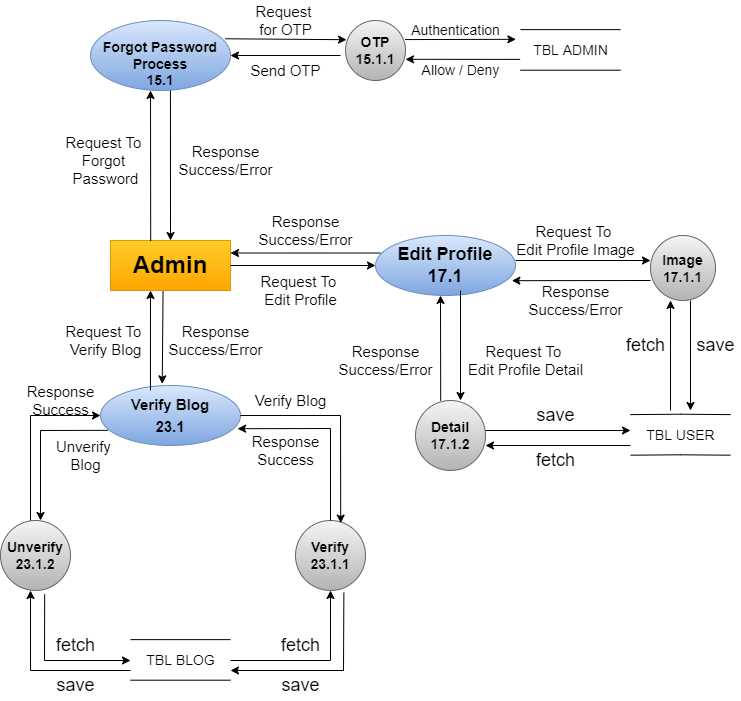 Request
for OTP
Forgot Password
Process
15.1
OTP
15.1.1
Authentication
TBL ADMIN
Send OTP
Allow / Deny
Request To
Forgot
Password
Response
Success/Error
Admin
Response
Success/Error
Request To
Edit Profile
Edit Profile
17.1
Request To
Edit Profile Image
Response
Success/Error
Image
17.1.1
Request To
Verify Blog
Response
Success/Error
Response
Success/Error
Request To
Edit Profile Detail
fetch
save
Response
Success
Verify Blog
23.1
Verify Blog
Detail
17.1.2
save
fetch
TBL USER
Unverify
Blog
Response
Success
Unverify
23.1.2
Verify
23.1.1
fetch
save
TBL BLOG
fetch
save